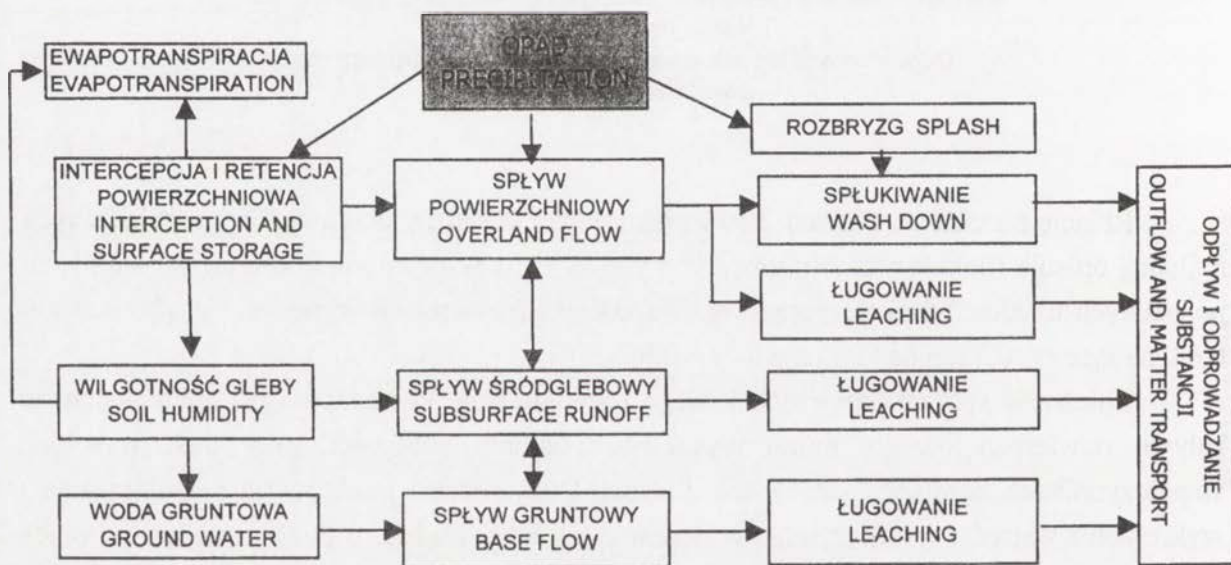 EWAPOTRANSPIRACJA
EVAPOTRANSPIRATION
OPAD
PRECIPITATION
ROZBRYZG SPLASH
INTERCEPCJA I RETENCJA
POWIERZCHNIOWA
INTERCEPTION AND
SURFACE STORAGE
SPŁYW
POWIERZCHNIOWY
OVERLAND FLOW
SPŁUKIWANIE
WASH DOWN
ŁUGOWANIE
LEACHING
WILGOTNOŚĆ GLEBY
SOIL HUMIDITY
SPŁYW ŚRÓDGLEBOWY
SUBSURFACE RUNOFF
ŁUGOWANIE
LEACHING
WODA GRUNTOWA
GROUND WATER
SPŁYW GRUNTOWY
BASE FLOW
ŁUGOWANIE
LEACHING
ODPŁYW I ODPROWADZANIE
SUBSTANCJI
OUTFLOW AND MATTER TRANSPORT